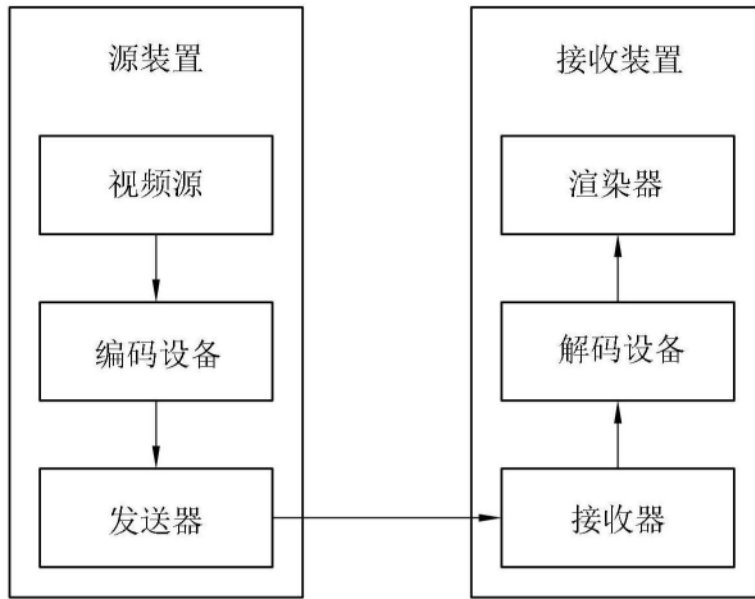 源装置
视频源
编码设备
发送器
接收装置
渲染器
解码设备
接收器